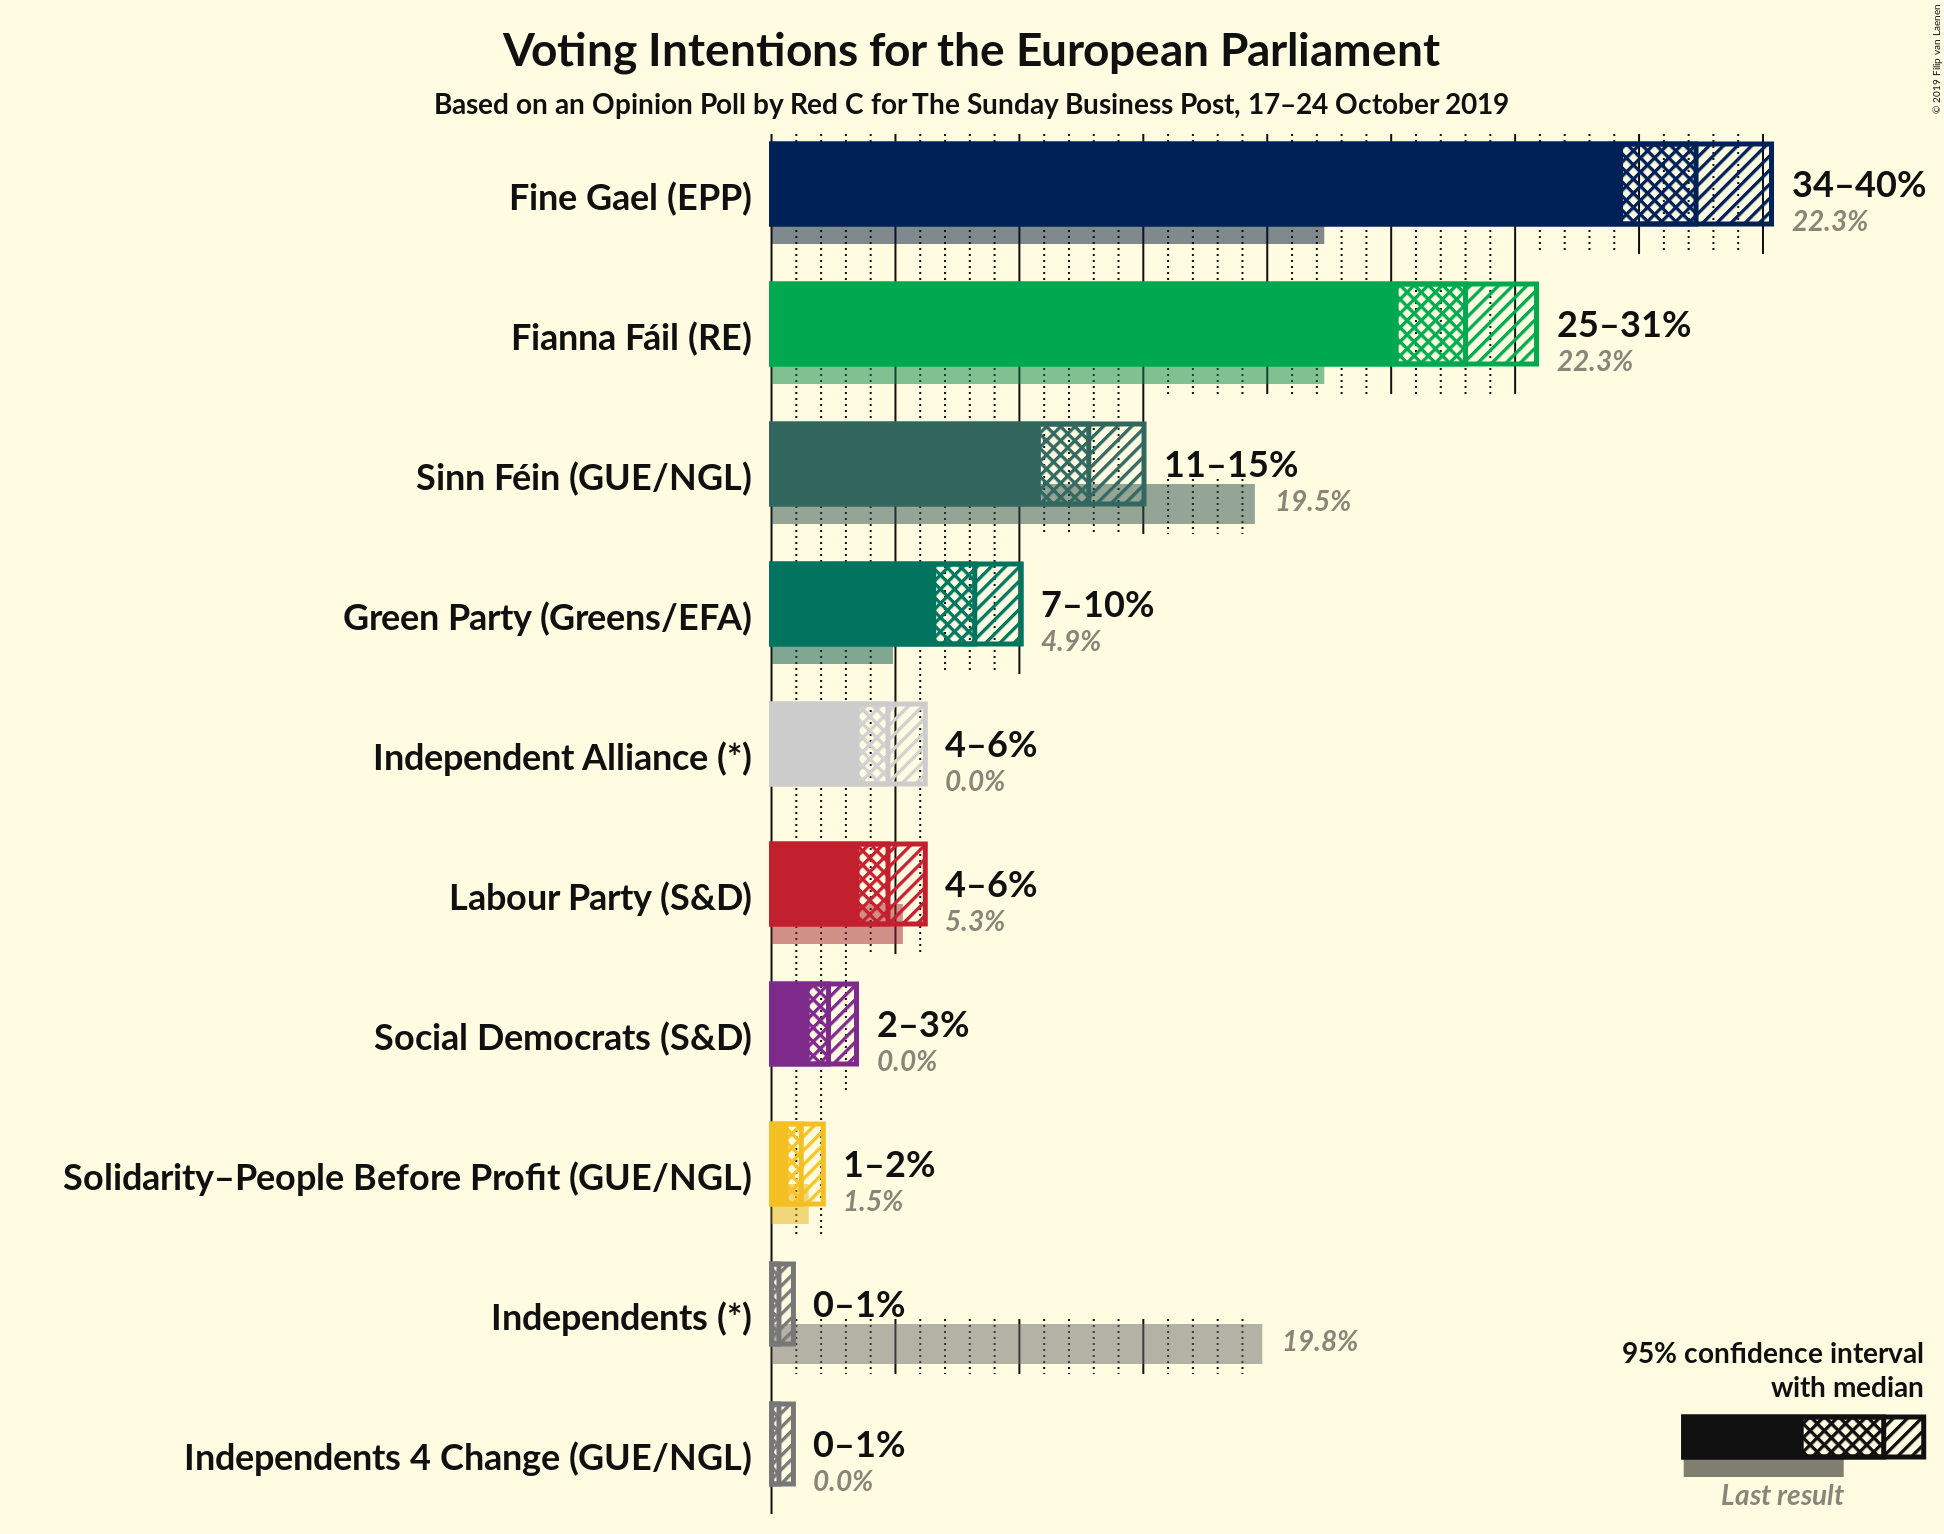 Voting Intentions for the European Parliament
Based on an Opinion Poll by Red C for The Sunday Business Post, 17–24 October 2019
© 2019 Filip van Laenen
Fine Gael (EPP)
34–40%
22.3%
Fianna Fáil (RE)
25–31%
22.3%
Sinn Féin (GUE/NGL)
11–15%
19.5%
Green Party (Greens/EFA)
7–10%
4.9%
Independent Alliance (*)
4–6%
0.0%
Labour Party (S&D)
4–6%
5.3%
Social Democrats (S&D)
2–3%
0.0%
Solidarity–People Before Profit (GUE/NGL)
1–2%
1.5%
Independents (*)
0–1%
19.8%
Independents 4 Change (GUE/NGL)
0–1%
0.0%
95% confidence interval
with median
Last result